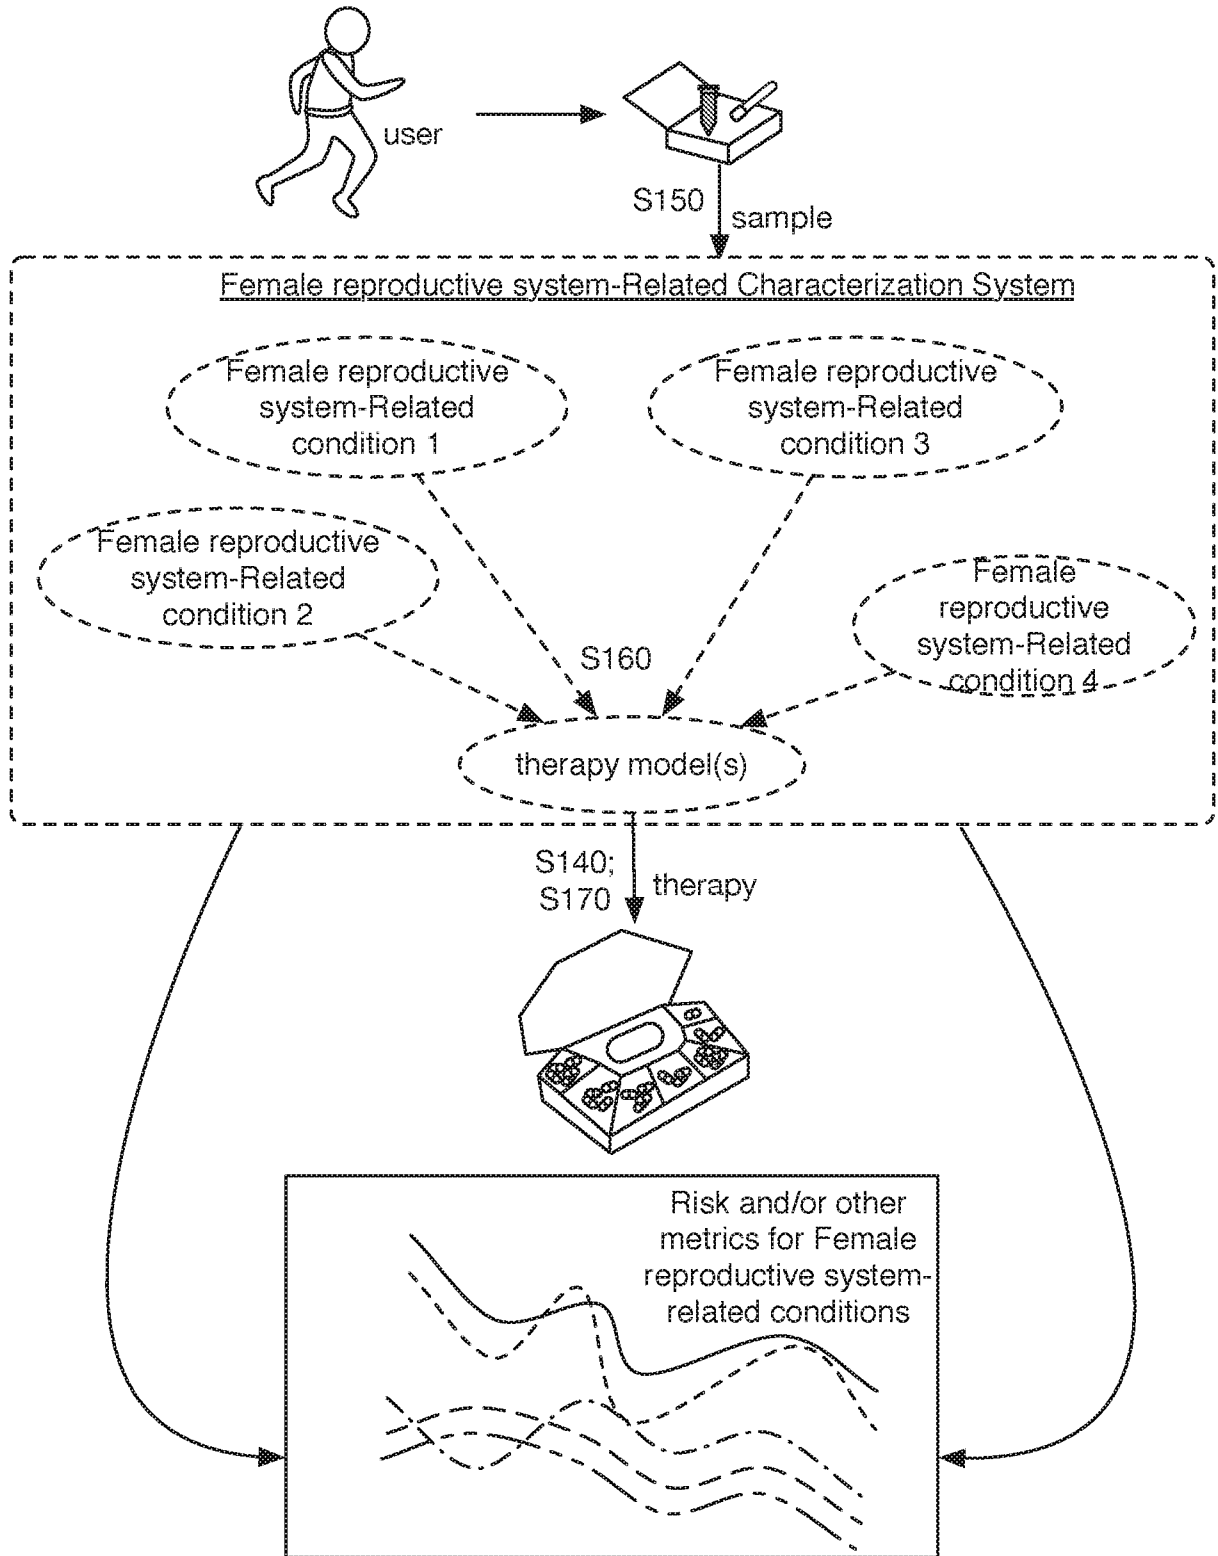 user
S150
sample
Female reproductive system-Related Characterization System
Female reproductive
system-Related
condition 1
Female reproductive
system-Related
condition 3
Female reproductive
system-Related
condition 2
Female
reproductive
system-Related
condition 4
S160
therapy model(s)
S140;
S170
therapy
Risk and/or other
metrics for Female
reproductive system-
related conditions